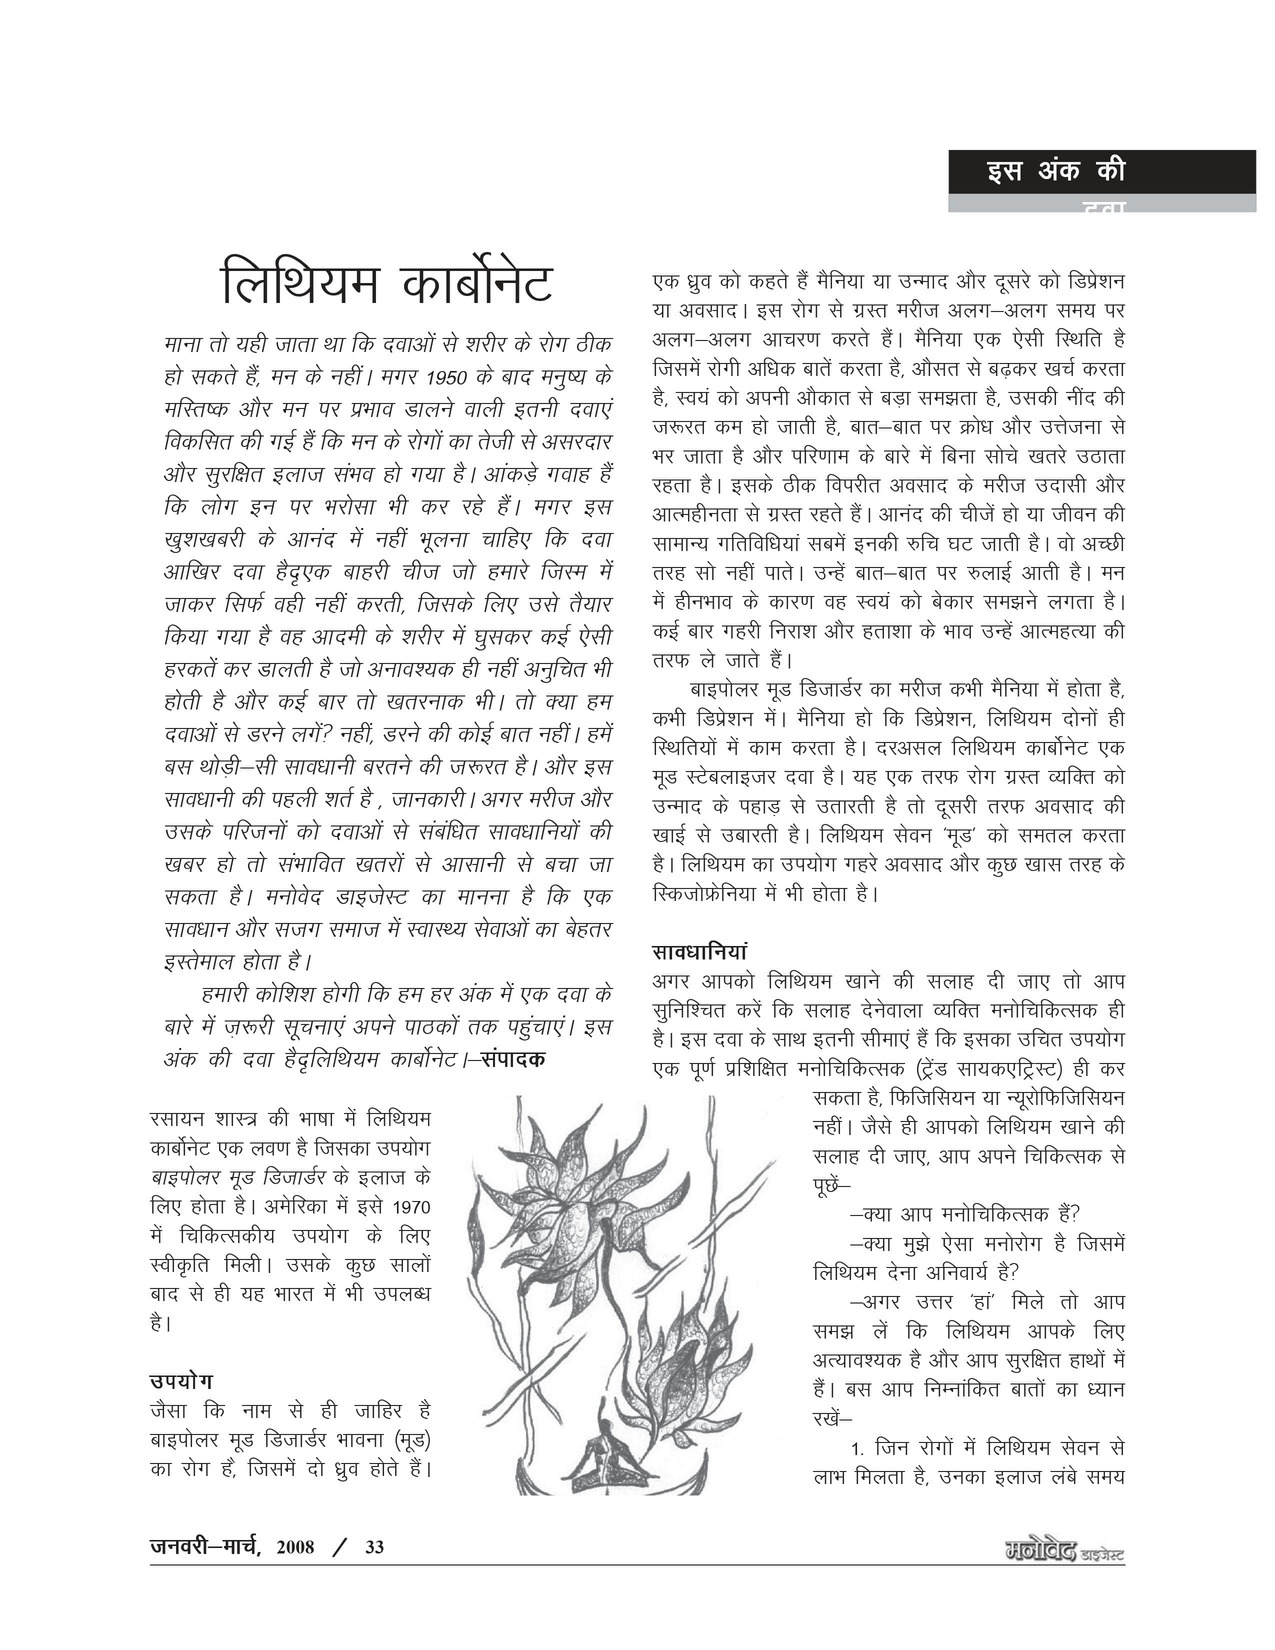 इस अंक की
दवा
लिथियम कार्बोनेट
माना तो यही जाता था कि दवाओं से शरीर के रोग ठीक
हो सकते हैं, मन के नहीं। मगर 1950 के बाद मनुष्य के
मस्तिष्क और मन पर प्रभाव डालने वाली इतनी दवाएं
विकसित की गई हैं कि मन के रोगों का तेजी से असरदार
और सुरक्षित इलाज संभव हो गया है। आंकड़े गवाह हैं
कि लोग इन पर भरोसा भी कर रहे हैं। मगर इस
खुशखबरी के आनंद में नहीं भूलना चाहिए कि दवा
आखिर दवा हैदृएक बाहरी चीज जो हमारे जिस्म में
जाकर सिर्फ वही नहीं करती, जिसके लिए उसे तैयार
किया गया है वह आदमी के शरीर में घुसकर कई ऐसी
हरकतें कर डालती है जो अनावश्यक ही नहीं अनुचित भी
होती है और कई बार तो खतरनाक भी। तो क्या हम
दवाओं से डरने लगें? नहीं, डरने की कोई बात नहीं। हमें
बस थोड़ी–सी सावधानी बरतने की जरूरत है। और इस
सावधानी की पहली शर्त है , जानकारी। अगर मरीज और
उसके परिजनों को दवाओं से संबंधित सावधानियों की
खबर हो तो संभावित खतरों से आसानी से बचा जा
सकता है। मनोवेद डाइजेस्ट का मानना है कि एक
सावधान और सजग समाज में स्वास्थ्य सेवाओं का बेहतर
इस्तेमाल होता है।
हमारी कोशिश होगी कि हम हर अंक में एक दवा के
बारे में ज़रूरी सूचनाएं अपने पाठकों तक पहुंचाएं। इस
अंक की दवा हैदृलिथियम कार्बोनेट।–संपादक
रसायन शास्त्र की भाषा में लिथियम
कार्बोनेट एक लवण है जिसका उपयोग
बाइपोलर मूड डिजार्डर के इलाज के
लिए होता है। अमेरिका में इसे 1970
में चिकित्सकीय उपयोग के लिए
स्वीकृति मिली। उसके कुछ सालों
बाद से ही यह भारत में भी उपलब्ध
है।
उपयोग
जैसा कि नाम से ही जाहिर है
बाइपोलर मूड डिजार्डर भावना (मूड)
का रोग है, जिसमें दो ध्रुव होते हैं।
एक ध्रुव को कहते हैं मैनिया या उन्माद और दूसरे को डिप्रेशन
या अवसाद। इस रोग से ग्रस्त मरीज अलग–अलग समय पर
अलग–अलग आचरण करते हैं। मैनिया एक ऐसी स्थिति है
जिसमें रोगी अधिक बातें करता है, औसत से बढ़कर खर्च करता
है, स्वयं को अपनी औकात से बड़ा समझता है, उसकी नींद की
जरूरत कम हो जाती है, बात–बात पर क्रोध और उत्तेजना से
भर जाता है और परिणाम के बारे में बिना सोचे खतरे उठाता
रहता है। इसके ठीक विपरीत अवसाद के मरीज उदासी और
आत्महीनता से ग्रस्त रहते हैं। आनंद की चीजें हो या जीवन की
सामान्य गतिविधियां सबमें इनकी रुचि घट जाती है। वो अच्छी
तरह सो नहीं पाते। उन्हें बात–बात पर रुलाई आती है। मन
में हीनभाव के कारण वह स्वयं को बेकार समझने लगता है।
कई बार गहरी निराश और हताशा के भाव उन्हें आत्महत्या की
तरफ ले जाते हैं।
बाइपोलर मूड डिजार्डर का मरीज कभी मैनिया में होता है,
कभी डिप्रेशन में। मैनिया हो कि डिप्रेशन, लिथियम दोनों ही
स्थितियों में काम करता है। दरअसल लिथियम कार्बोनेट एक
मूड स्टेबलाइजर दवा है। यह एक तरफ रोग ग्रस्त व्यक्ति को
उन्माद के पहाड़ से उतारती है तो दूसरी तरफ अवसाद की
खाई से उबारती है। लिथियम सेवन ‘मूड’ को समतल करता
है। लिथियम का उपयोग गहरे अवसाद और कुछ खास तरह के
स्किजोफ्रेनिया में भी होता है।
सावधानियां
अगर आपको लिथियम खाने की सलाह दी जाए तो आप
सुनिश्चित करें कि सलाह देनेवाला व्यक्ति मनोचिकित्सक ही
है। इस दवा के साथ इतनी सीमाएं हैं कि इसका उचित उपयोग
एक पूर्ण प्रशिक्षित मनोचिकित्सक (ट्रेंड सायकएट्रिस्ट) ही कर
सकता है, फिजिसियन या न्यूरोफिजिसियन
नहीं। जैसे ही आपको लिथियम खाने की
सलाह दी जाए, आप अपने चिकित्सक से
पूछें–
–क्या आप मनोचिकित्सक हैं?
–क्या मुझे ऐसा मनोरोग है जिसमें
लिथियम देना अनिवार्य है?
–अगर उत्तर ‘हां’ मिले तो आप
समझ लें कि लिथियम आपके लिए
अत्यावश्यक है और आप सुरक्षित हाथों में
हैं। बस आप निम्नांकित बातों का ध्यान
रखें–
1. जिन रोगों में लिथियम सेवन से
लाभ मिलता है, उनका इलाज लंबे समय
जनवरी–मार्च, 2008 / 33
मनोवेद डाइजेस्ट